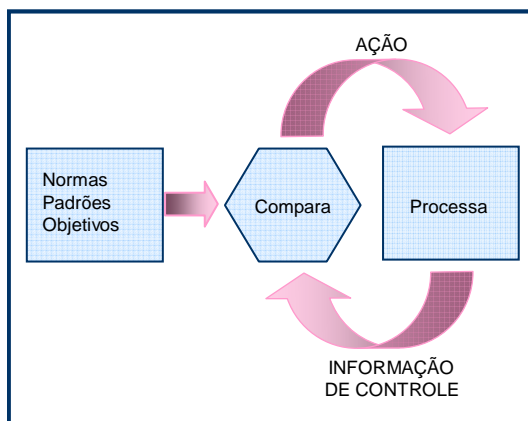 AÇÃO
Normas
Padrões
Objetivos
Compara
Processa
INFORMAÇÃO
DE CONTROLE